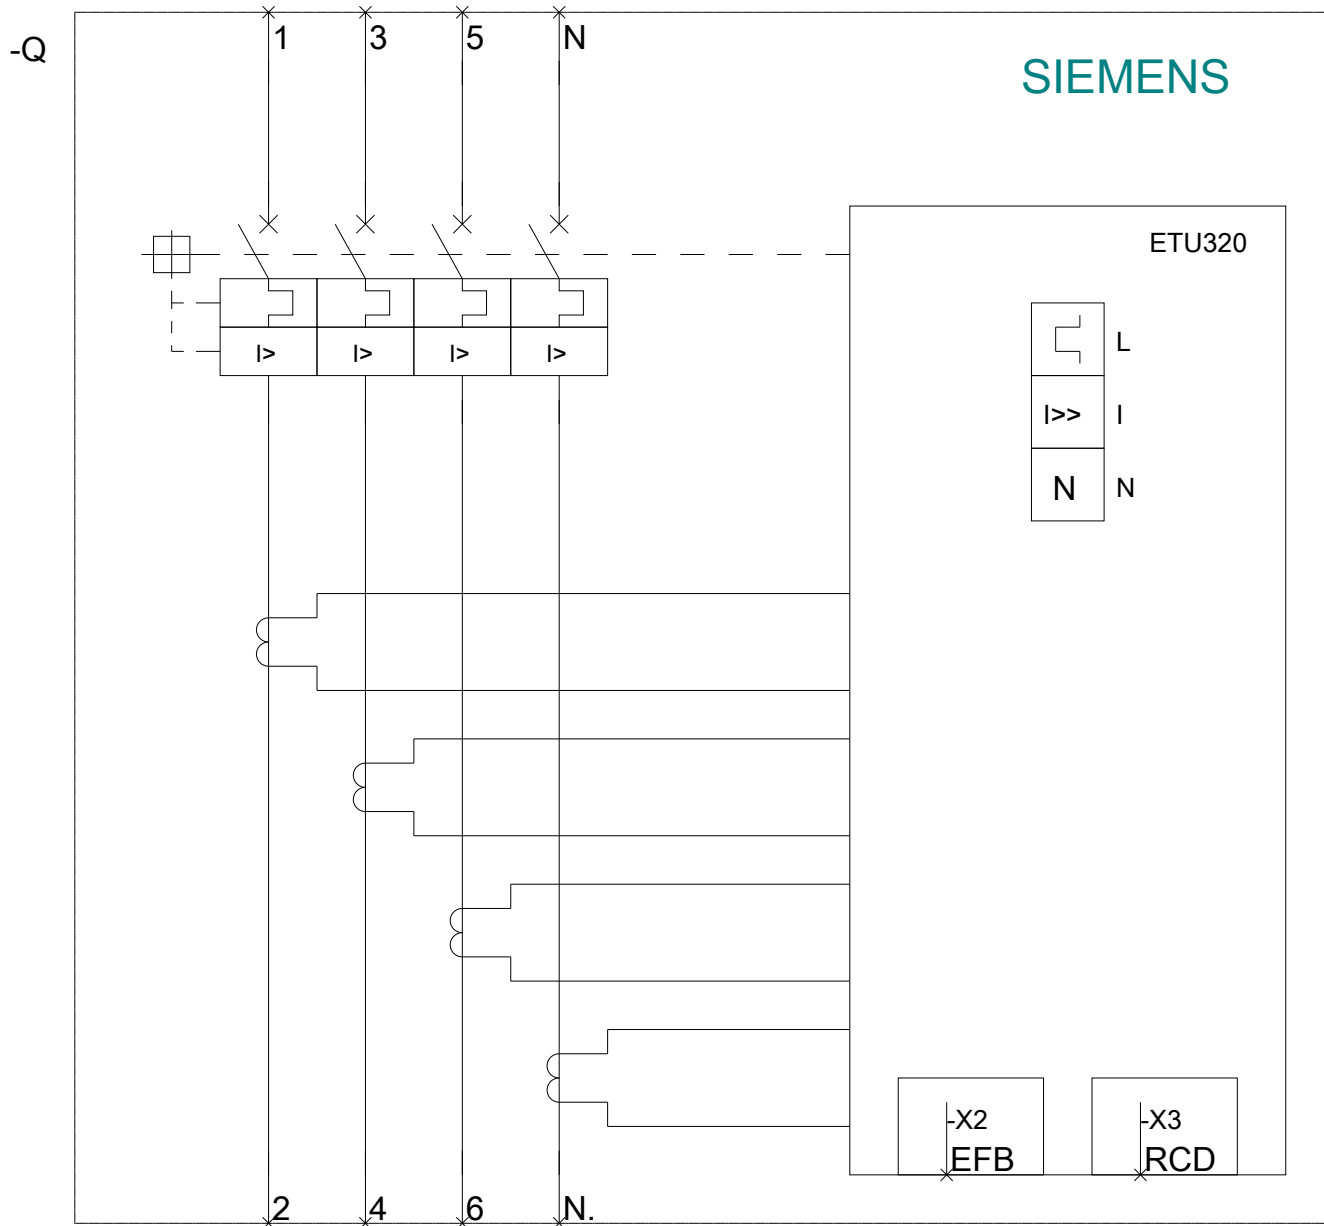 1 3 5 N
-Q
SIEMENS
ETU320
L
I> I> I> I>
I>> I
N N
-X2 -X3
EFB RCD
2 4 6 N.